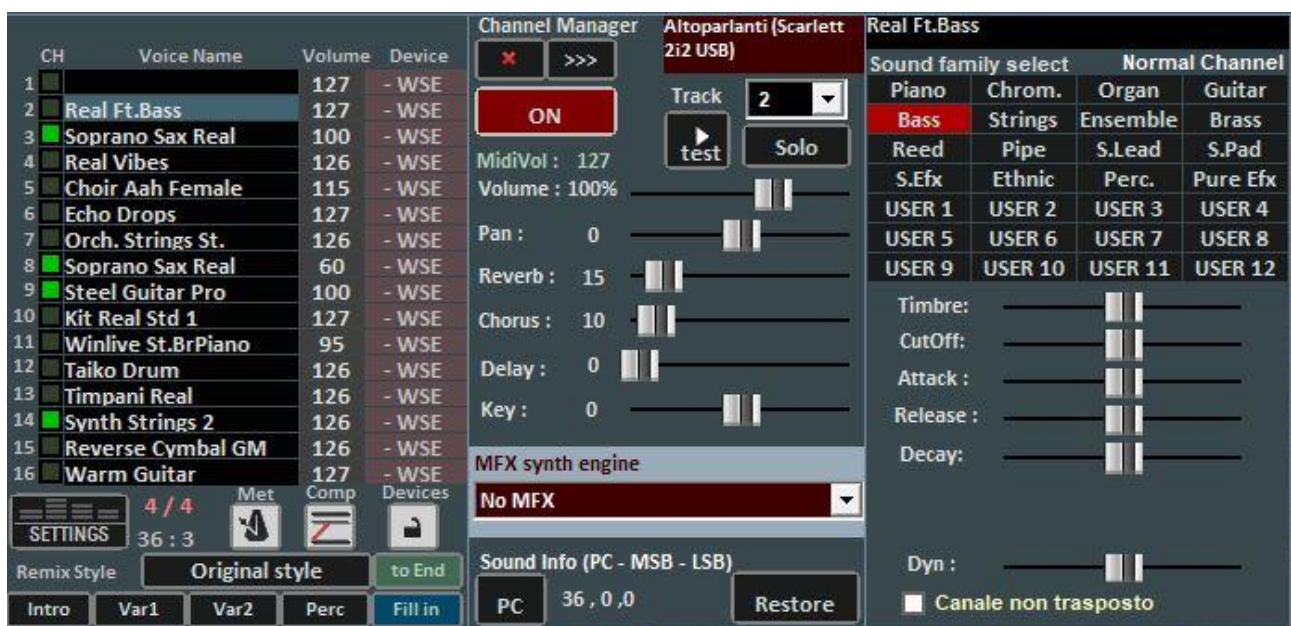 CH Voice Name Volume Device
1 127 - WSE
2 Real Ft.Bass 127 - WSE
3 Soprano Sax Real 100 - WSE
4 Real Vibes 126 - WSE
5 Choir Aah Female 115 - WSE
6 Echo Drops 127 - WSE
7 Orch. Strings St. 126 - WSE
8 Soprano Sax Real 60 - WSE
9 Steel Guitar Pro 100 - WSE
10 Kit Real Std 1 127 - WSE
11 Winlive St.BrPiano 95 - WSE
12 Taiko Drum 126 - WSE
13 Timpani Real 126 - WSE
14 Synth Strings 2 126 - WSE
15 Reverse Cymbal GM 126 - WSE
16 Warm Guitar 127 - WSE
SETTINGS
4 / 4
36 : 3
Met Comp Devices
Remix Style Original style to End
Intro Var1 Var2 Perc Fill in
Channel Manager
>>>
Altoparlanti (Scarlett
2i2 USB)
ON
Track 2
test Solo
MidiVol : 127
Volume : 100%
Pan : 0
Reverb : 15
Chorus : 10
Delay : 0
Key : 0
MFX synth engine
No MFX
Sound Info (PC - MSB - LSB)
PC 36 , 0 ,0 Restore
Real Ft.Bass
Sound family select Normal Channel
Piano Chrom. Organ Guitar
Bass Strings Ensemble Brass
Reed Pipe S.Lead S.Pad
S.Efx Ethnic Perc. Pure Efx
USER 1 USER 2 USER 3 USER 4
USER 5 USER 6 USER 7 USER 8
USER 9 USER 10 USER 11 USER 12
Timbre:
CutOff:
Attack :
Release :
Decay:
Dyn :
Canale non trasposto